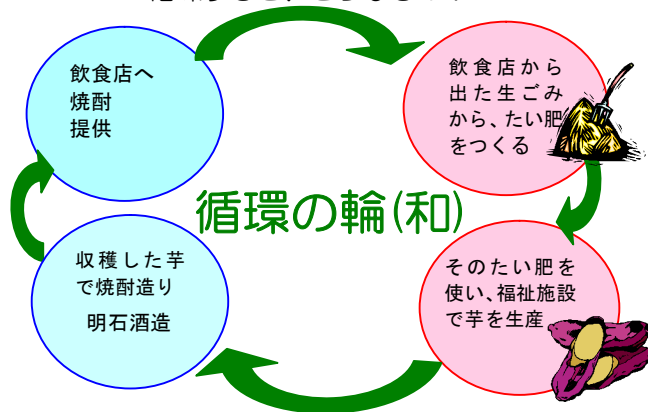 飲食店へ
焼酎
提供
飲食店から
出た生ごみ
から、たい肥
をつくる
循環の輪(和)
収穫した芋
で焼酎造り
明石酒造
そのたい肥を
使い、福祉施設
で芋を生産